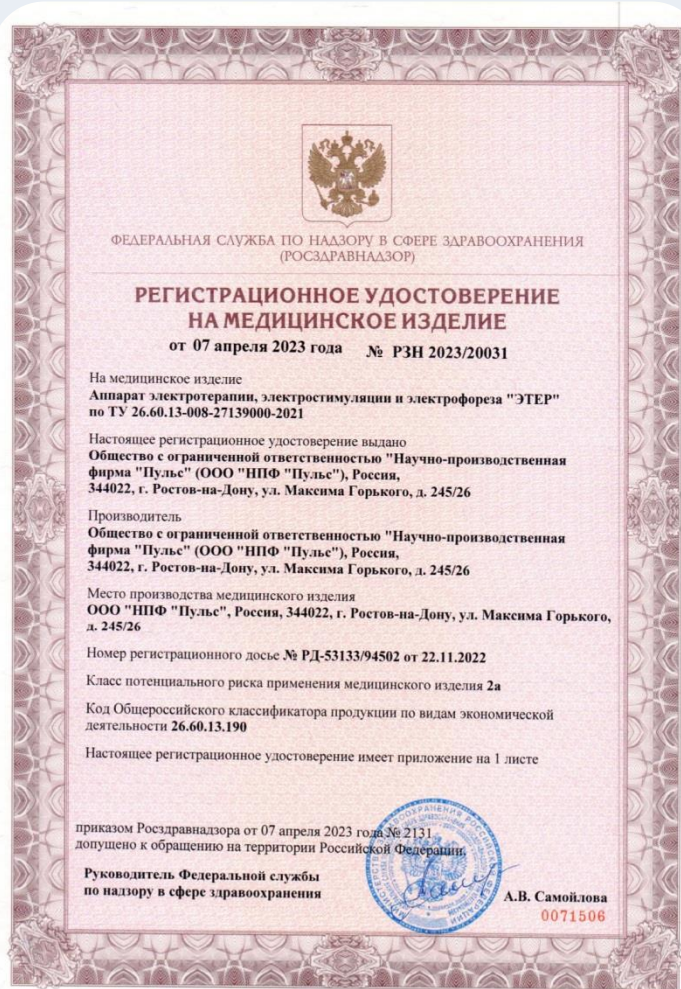 ФЕДЕРАЛЬНАЯ СЛУЖБА ПО НАДЗОРУ В СФЕРЕ ЗДРАВООХРАНЕНИЯ
(РОСЗДРАВНАДЗОР)
РЕГИСТРАЦИОННОЕ УДОСТОВЕРЕНИЕ
НА МЕДИЦИНСКОЕ ИЗДЕЛИЕ
от 07 апреля 2023 года № РЗН 2023/20031
На медицинское изделие
Аппарат электротерапии, электростимуляции и электрофореза "ЭТЕР"
по ТУ 26.60.13-008-27139000-2021
Настоящее регистрационное удостоверение выдано
Общество с ограниченной ответственностью "Научно-производственная
фирма "Пульс" (ООО "НПФ "Пульс"), Россия,
344022, г. Ростов-на-Дону, ул. Максима Горького, д. 245/26
Производитель
Общество с ограниченной ответственностью "Научно-производственная
фирма "Пульс" (ООО "НПФ "Пульс"), Россия,
344022, г. Ростов-на-Дону, ул. Максима Горького, д. 245/26
Место производства медицинского изделия
ООО "НПФ "Пульс", Россия, 344022, г. Ростов-на-Дону, ул. Максима Горького,
д. 245/26
Номер регистрационного досье № РД-53133/94502 от 22.11.2022
Класс потенциального риска применения медицинского изделия 2а
Код Общероссийского классификатора продукции по видам экономической
деятельности 26.60.13.190
Настоящее регистрационное удостоверение имеет приложение на 1 листе
приказом Росздравнадзора от 07 апреля 2023 года № 2131
допущено к обращению на территории Российской Федерации.
Руководитель Федеральной службы
по надзору в сфере здравоохранения
А.В. Самойлова
0071506